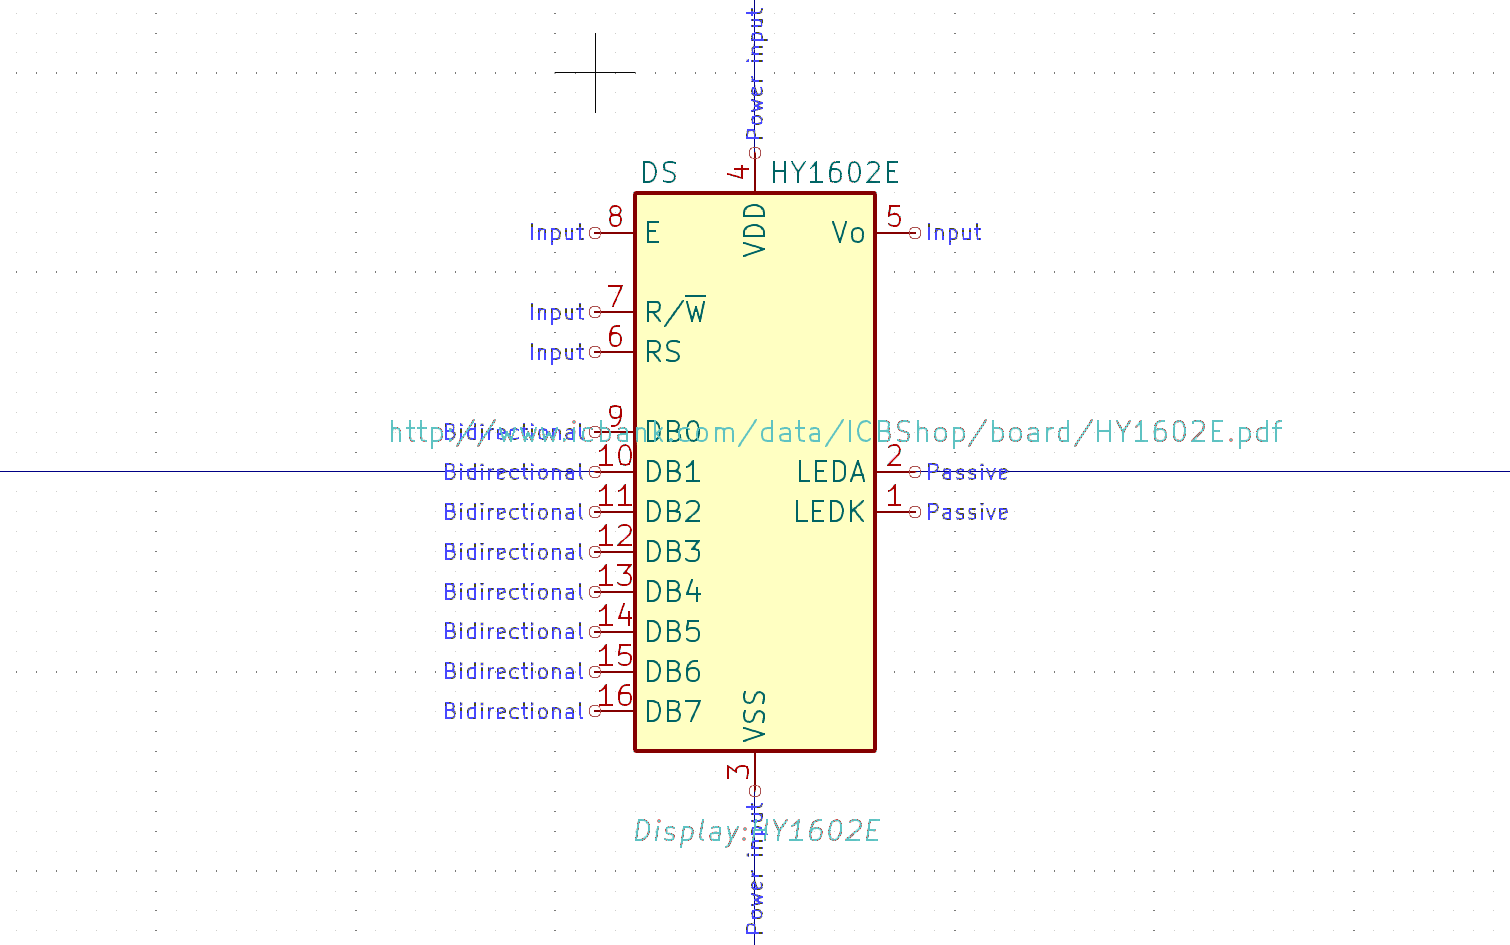 Power input
DS 4 HY1602E
VDD
Input 8 E Vo 5 Input
Input 7 R/W̅
Input 6 RS
Bidirectional 9 DB0
http://www.icbank.com/data/ICBShop/board/HY1602E.pdf
Bidirectional 10 DB1 LEDA 2 Passive
Bidirectional 11 DB2 LEDK 1 Passive
Bidirectional 12 DB3
Bidirectional 13 DB4
Bidirectional 14 DB5
Bidirectional 15 DB6
Bidirectional 16 DB7
VSS
3
Display:HY1602E
Power input